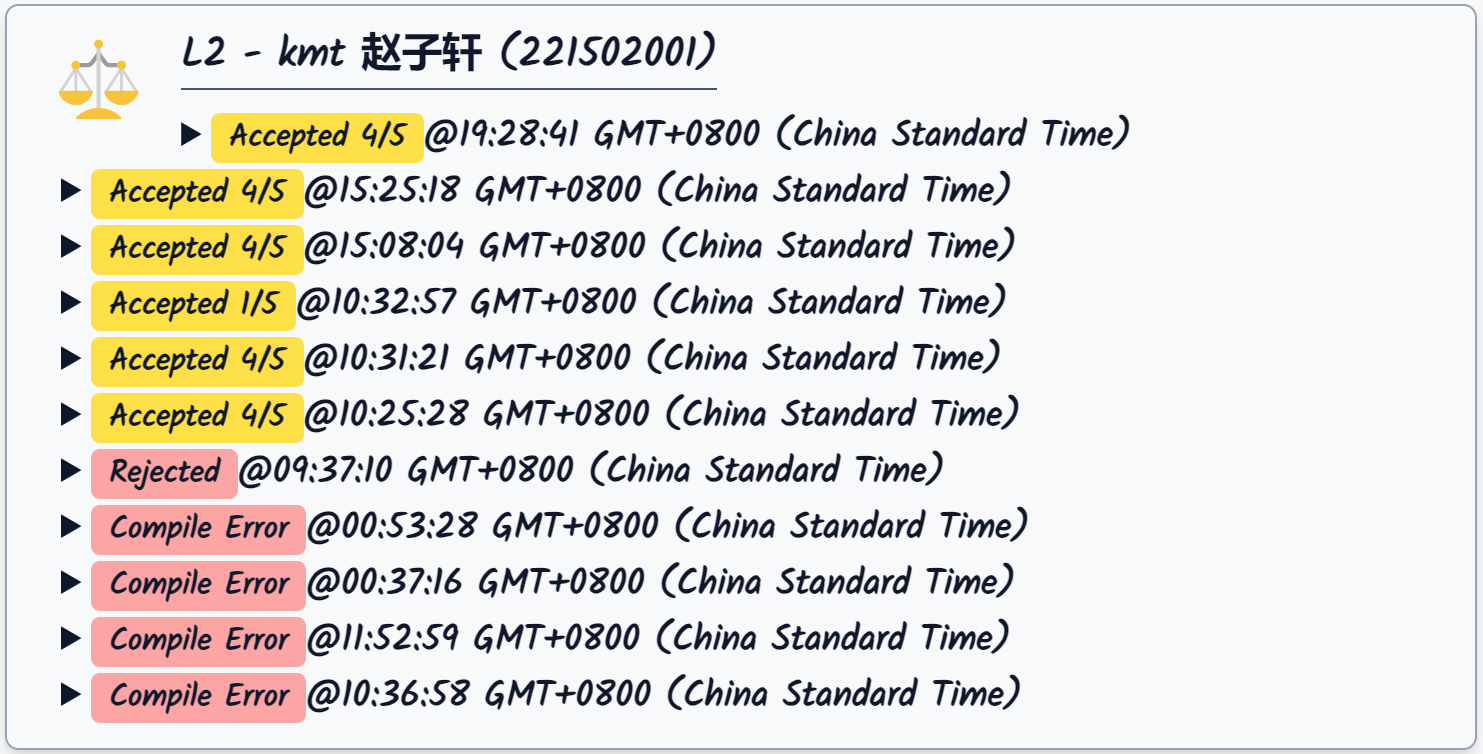 L2 - kmt 赵子轩 (221502001)
Accepted 4/5 @19:28:41 GMT+0800 (China Standard Time)
Accepted 4/5 @15:25:18 GMT+0800 (China Standard Time)
Accepted 4/5 @15:08:04 GMT+0800 (China Standard Time)
Accepted 1/5 @10:32:57 GMT+0800 (China Standard Time)
Accepted 4/5 @10:31:21 GMT+0800 (China Standard Time)
Accepted 4/5 @10:25:28 GMT+0800 (China Standard Time)
Rejected @09:37:10 GMT+0800 (China Standard Time)
Compile Error @00:53:28 GMT+0800 (China Standard Time)
Compile Error @00:37:16 GMT+0800 (China Standard Time)
Compile Error @11:52:59 GMT+0800 (China Standard Time)
Compile Error @10:36:58 GMT+0800 (China Standard Time)